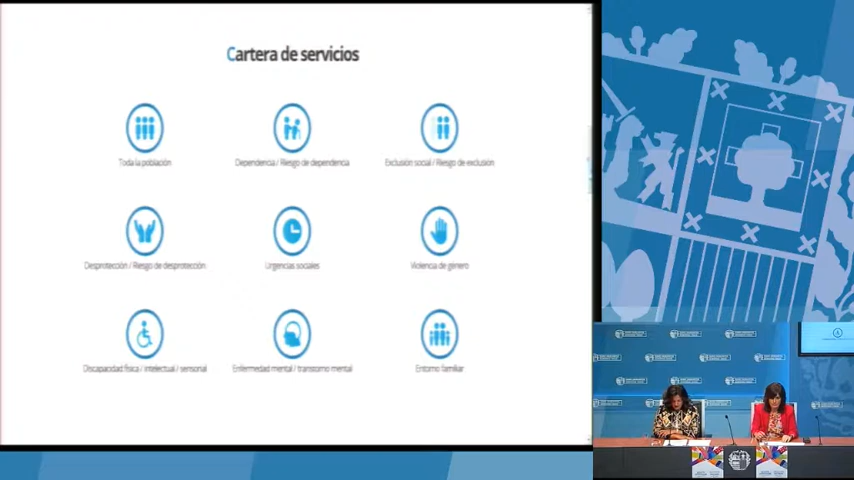 Cartera de servicios
Toda la población
Dependencia / Riesgo de dependencia
Exclusión social / Riesgo de exclusión
Desprotección / Riesgo de desprotección
Urgencias sociales
Violencia de género
Discapacidad física / intelectual / sensorial
Enfermedad mental / transtorno mental
Entorno familiar